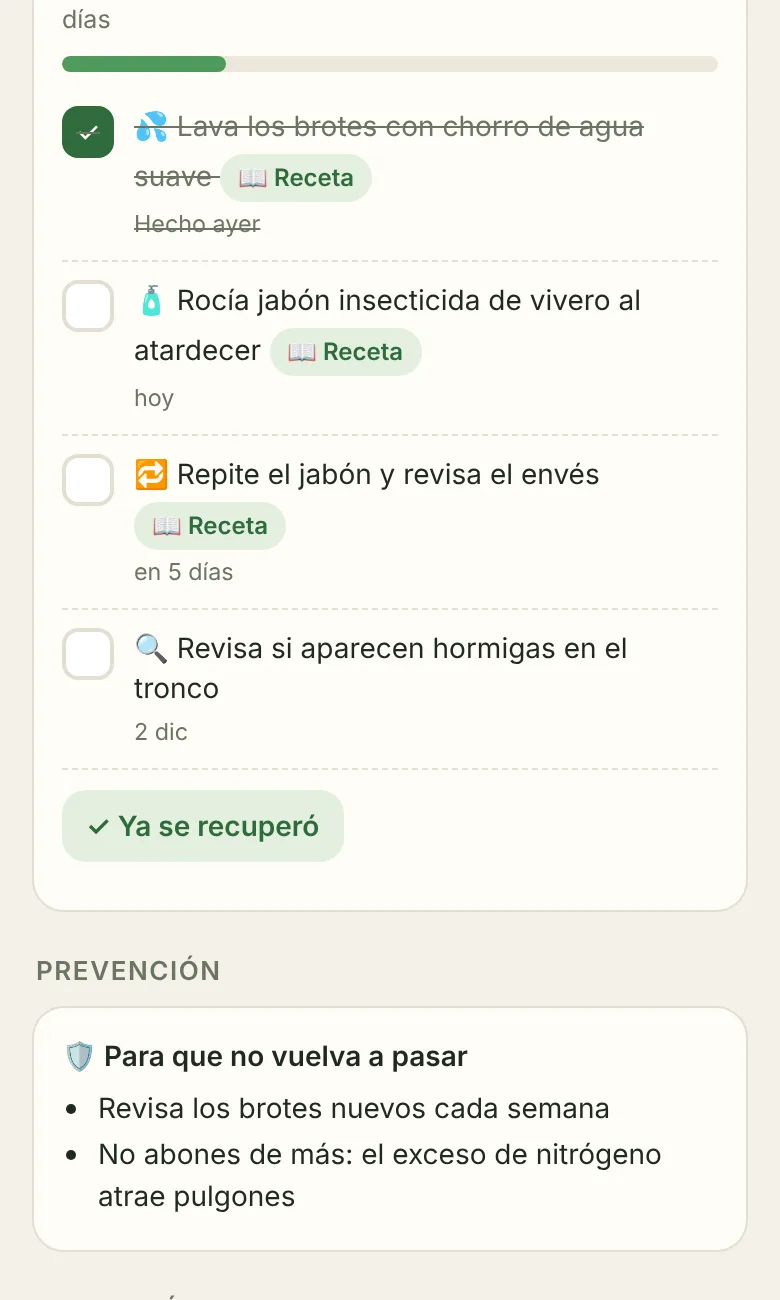 días
💦 Lava los brotes con chorro de agua
suave 📖 Receta
Hecho ayer
🧴 Rocía jabón insecticida de vivero al
atardecer 📖 Receta
hoy
🔁 Repite el jabón y revisa el envés
📖 Receta
en 5 días
🔍 Revisa si aparecen hormigas en el
tronco
2 dic
✓ Ya se recuperó
PREVENCIÓN
🛡️ Para que no vuelva a pasar
• Revisa los brotes nuevos cada semana
• No abones de más: el exceso de nitrógeno
atrae pulgones